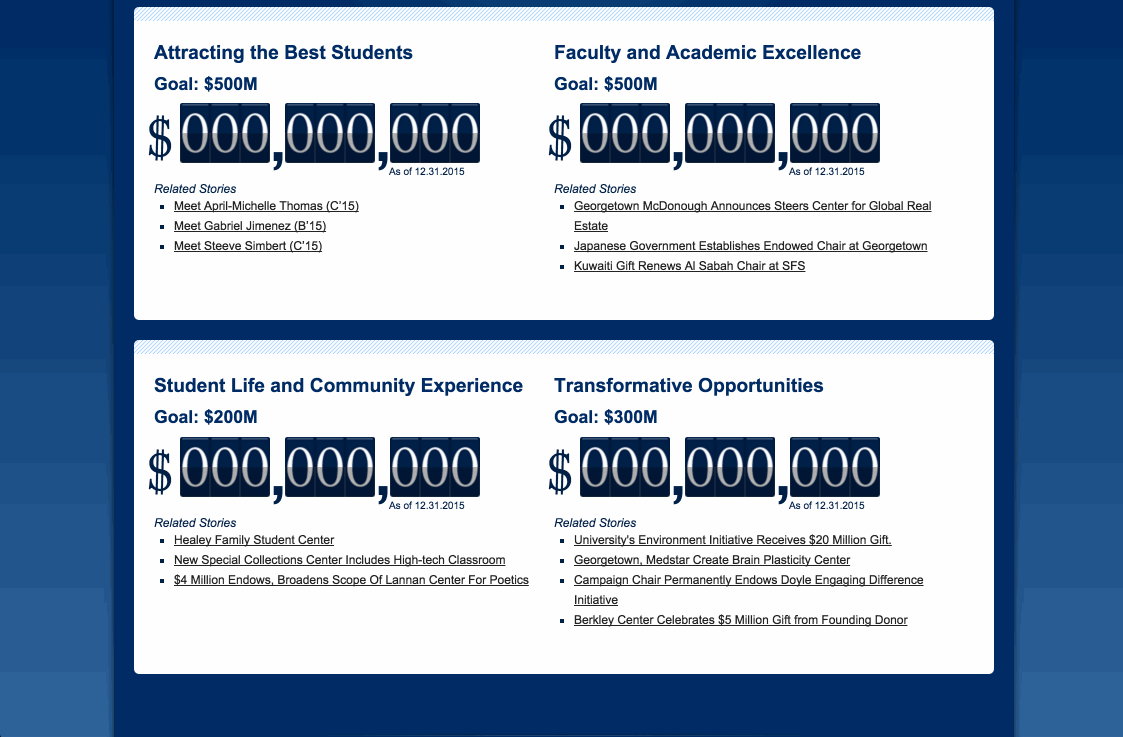 Attracting the Best Students
Goal: $500M
$ 000,000,000
As of 12.31.2015
Related Stories
Meet April-Michelle Thomas (C'15)
Meet Gabriel Jimenez (B'15)
Meet Steeve Simbert (C'15)
Faculty and Academic Excellence
Goal: $500M
$ 000,000,000
As of 12.31.2015
Related Stories
Georgetown McDonough Announces Steers Center for Global Real
Estate
Japanese Government Establishes Endowed Chair at Georgetown
Kuwaiti Gift Renews Al Sabah Chair at SFS
Student Life and Community Experience
Goal: $200M
$ 000,000,000
As of 12.31.2015
Related Stories
Healey Family Student Center
New Special Collections Center Includes High-tech Classroom
$4 Million Endows, Broadens Scope Of Lannan Center For Poetics
Transformative Opportunities
Goal: $300M
$ 000,000,000
As of 12.31.2015
Related Stories
University's Environment Initiative Receives $20 Million Gift.
Georgetown, Medstar Create Brain Plasticity Center
Campaign Chair Permanently Endows Doyle Engaging Difference
Initiative
Berkley Center Celebrates $5 Million Gift from Founding Donor